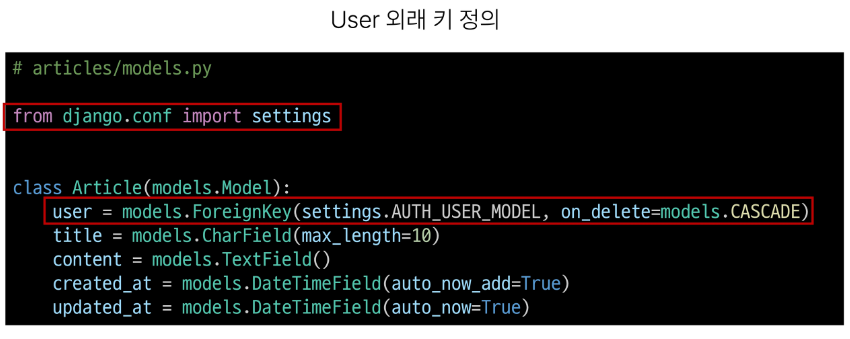 User 외래 키 정의
# articles/models.py
from django.conf import settings
class Article(models.Model):
    user = models.ForeignKey(settings.AUTH_USER_MODEL, on_delete=models.CASCADE)
    title = models.CharField(max_length=10)
    content = models.TextField()
    created_at = models.DateTimeField(auto_now_add=True)
    updated_at = models.DateTimeField(auto_now=True)